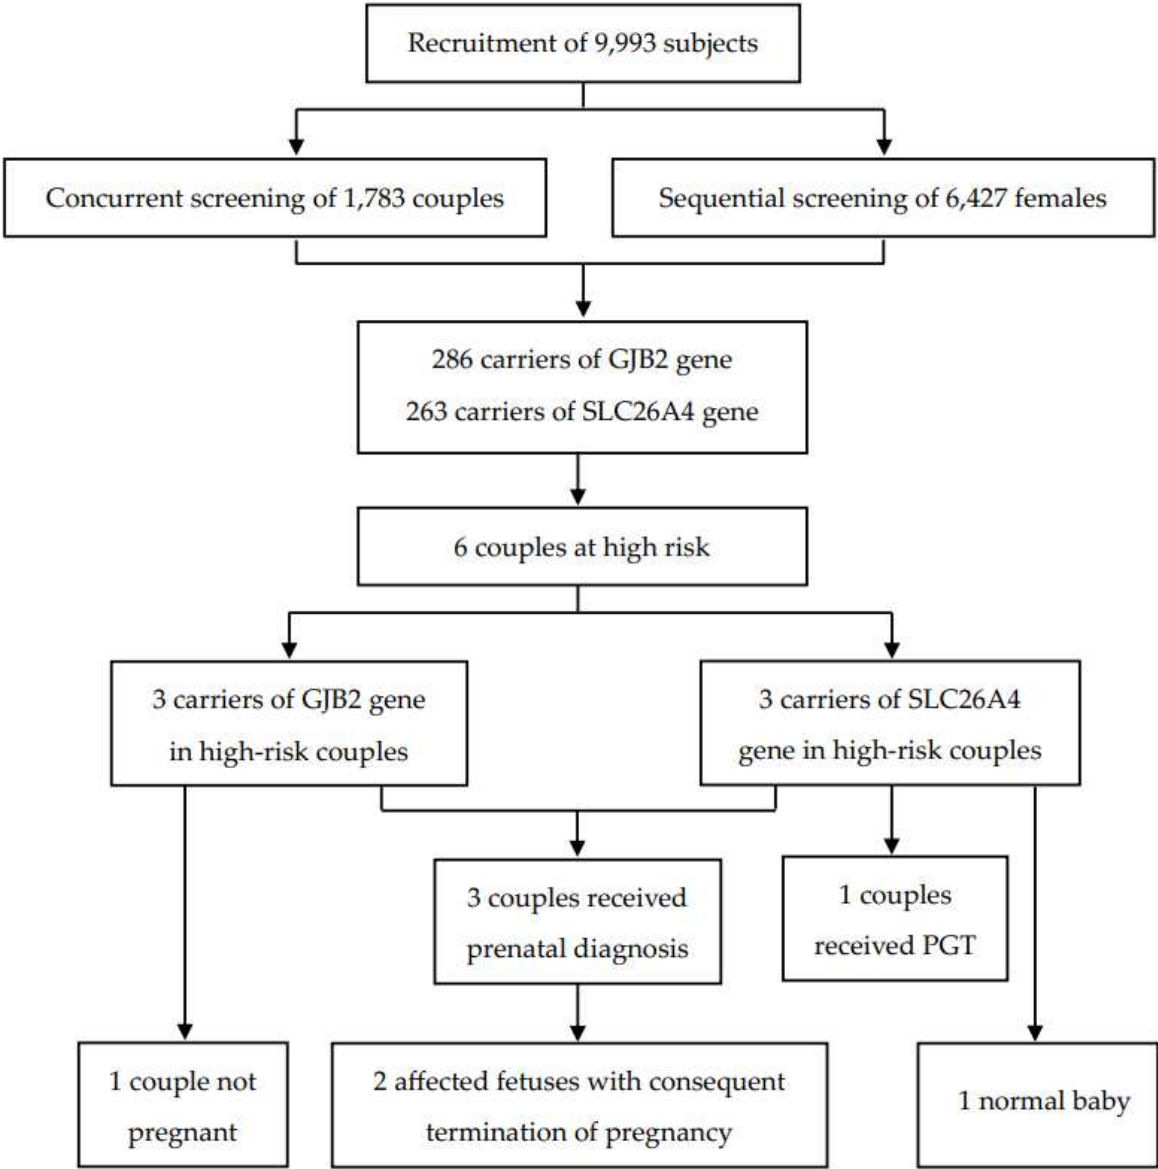 Recruitment of 9,993 subjects
Concurrent screening of 1,783 couples
Sequential screening of 6,427 females
286 carriers of GJB2 gene
263 carriers of SLC26A4 gene
6 couples at high risk
3 carriers of GJB2 gene
in high-risk couples
3 carriers of SLC26A4
gene in high-risk couples
3 couples received
prenatal diagnosis
1 couples
received PGT
1 couple not
pregnant
2 affected fetuses with consequent
termination of pregnancy
1 normal baby